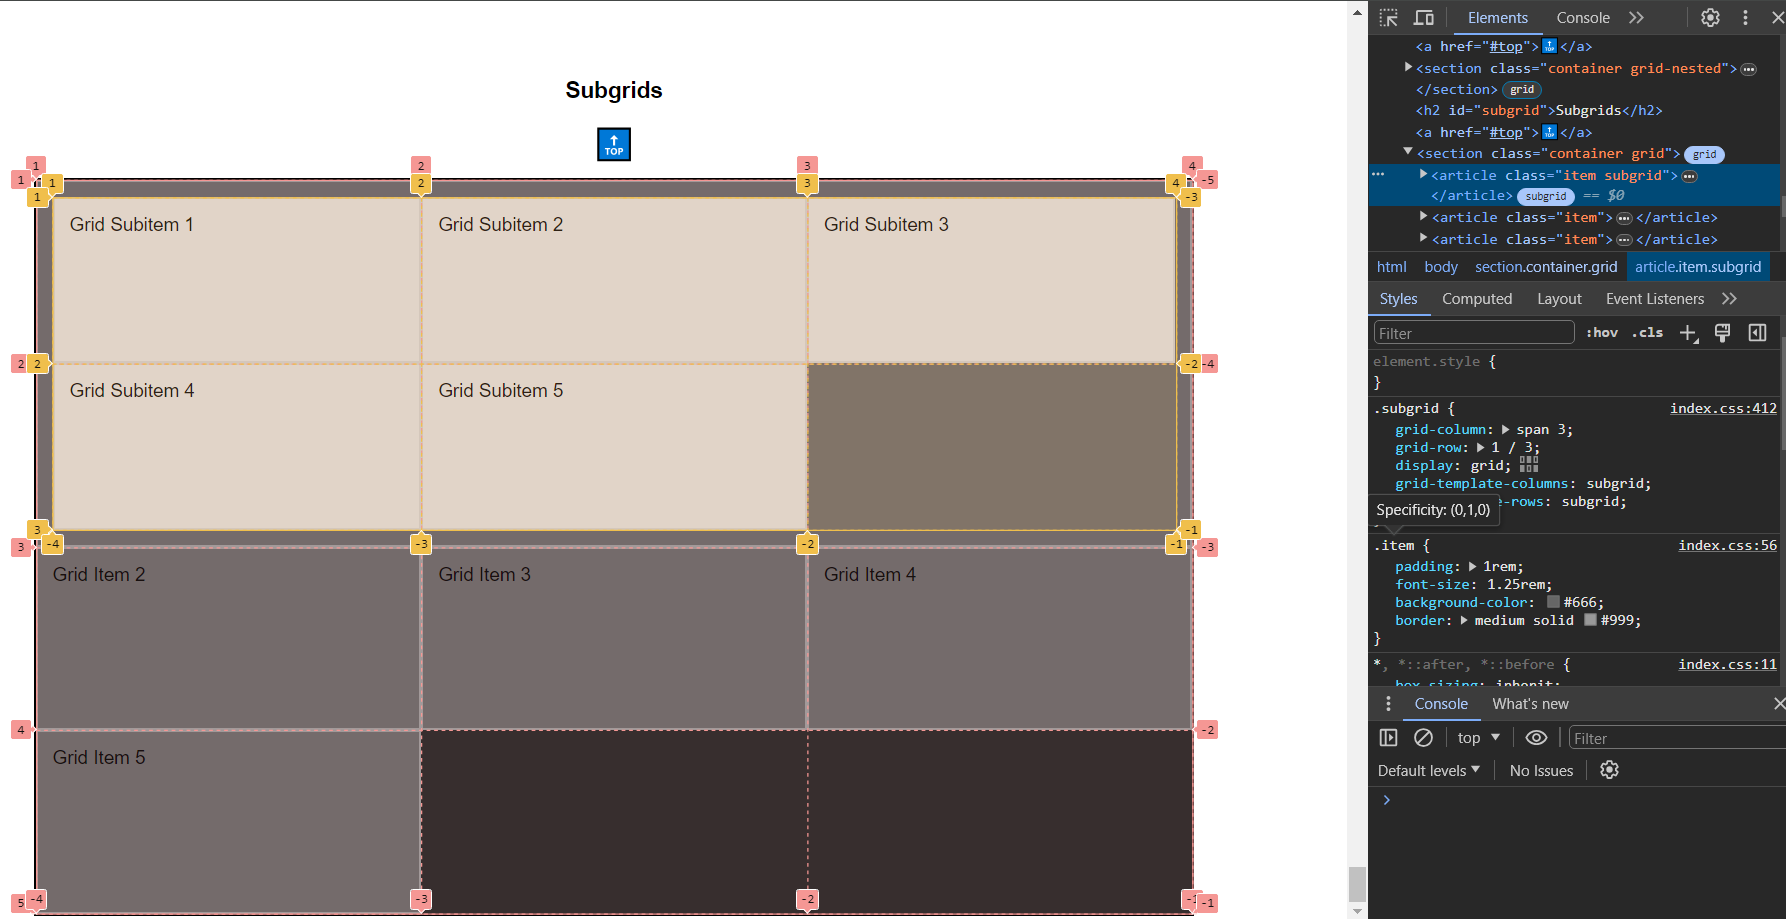 Subgrids
TOP
1 2 3 4
1 1 2 3 4 -5
1 -3
Grid Subitem 1 Grid Subitem 2 Grid Subitem 3
2 2 -2 -4
Grid Subitem 4 Grid Subitem 5
3 -1
3 -4 -3 -2 -1 -3
Grid Item 2 Grid Item 3 Grid Item 4
4 -2
Grid Item 5
5 -4 -3 -2 -1 -1
Elements Console
<a href="#top"> TOP </a>
<section class="container grid-nested">
</section> grid
<h2 id="subgrid">Subgrids</h2>
<a href="#top"> TOP </a>
<section class="container grid"> grid
<article class="item subgrid">
</article> subgrid == $0
<article class="item"> </article>
<article class="item"> </article>
html body section.container.grid article.item.subgrid
Styles Computed Layout Event Listeners
Filter :hov .cls
element.style {
}
.subgrid { index.css:412
grid-column: span 3;
grid-row: 1 / 3;
display: grid;
grid-template-columns: subgrid;
e-rows: subgrid;
Specificity: (0,1,0)
.item { index.css:56
padding: 1rem;
font-size: 1.25rem;
background-color: #666;
border: medium solid #999;
}
*, *::after, *::before { index.css:11
box-sizing: inherit;
Console What's new
top Filter
Default levels No Issues